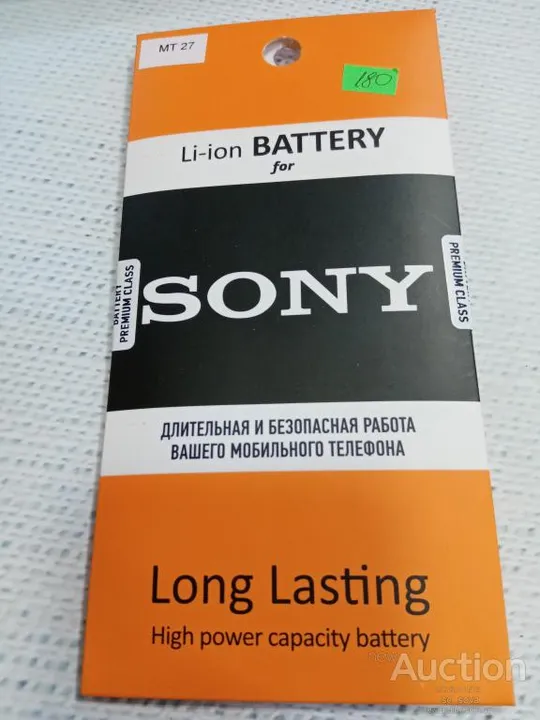 MT 27
180
Li-ion BATTERY
for
SONY
BATTERY
PREMIUM CLASS
PREMIUM CLASS
ДЛИТЕЛЬНАЯ И БЕЗОПАСНАЯ РАБОТА
ВАШЕГО МОБИЛЬНОГО ТЕЛЕФОНА
Long Lasting
High power capacity battery
Auction